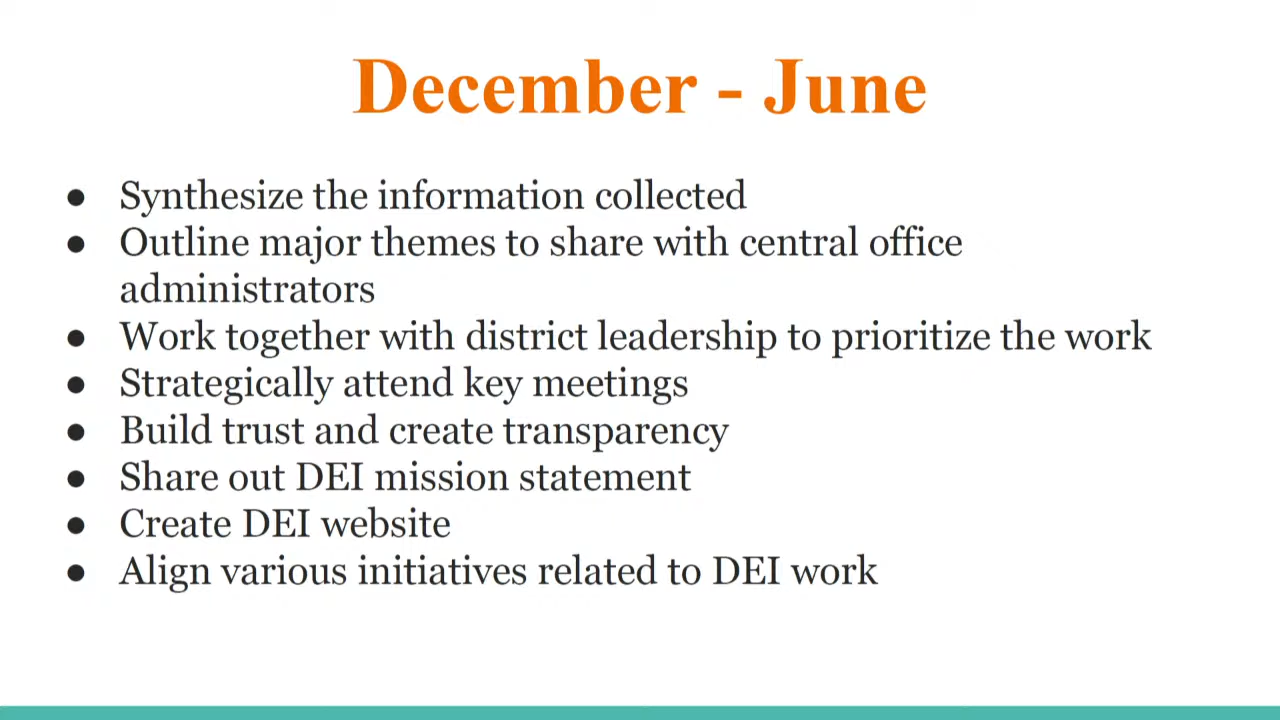 December - June
● Synthesize the information collected
● Outline major themes to share with central office
administrators
● Work together with district leadership to prioritize the work
● Strategically attend key meetings
● Build trust and create transparency
● Share out DEI mission statement
● Create DEI website
● Align various initiatives related to DEI work